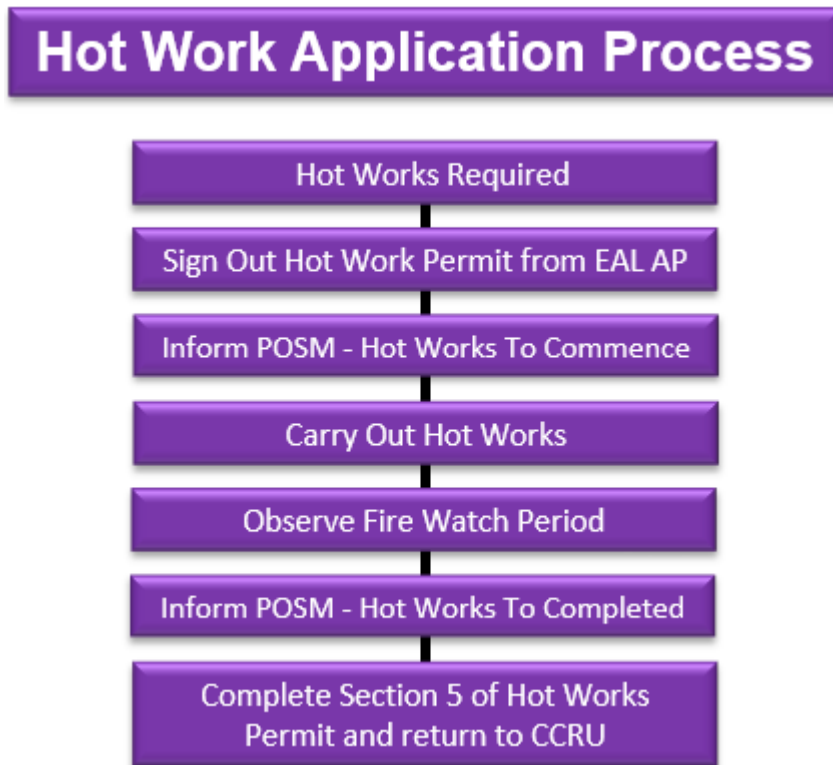 Hot Work Application Process
Hot Works Required
Sign Out Hot Work Permit from EAL AP
Inform POSM - Hot Works To Commence
Carry Out Hot Works
Observe Fire Watch Period
Inform POSM - Hot Works To Completed
Complete Section 5 of Hot Works
Permit and return to CCRU